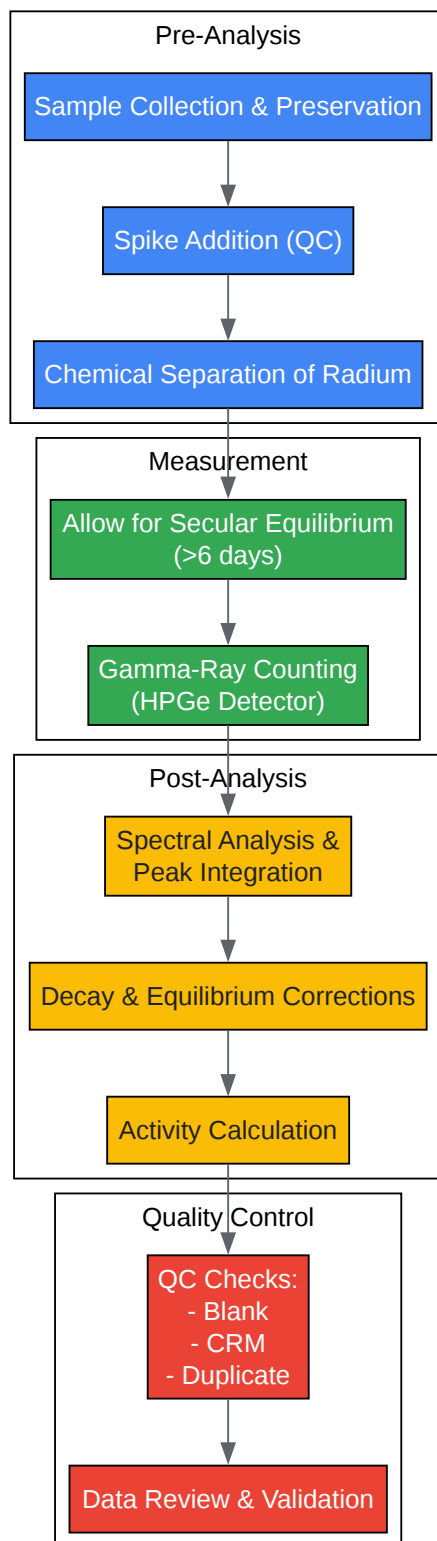 Pre-Analysis
Sample Collection & Preservation
Spike Addition (QC)
Chemical Separation of Radium
Measurement
Allow for Secular Equilibrium
(>6 days)
Gamma-Ray Counting
(HPGe Detector)
Post-Analysis
Spectral Analysis &
Peak Integration
Decay & Equilibrium Corrections
Activity Calculation
Quality Control
QC Checks:
- Blank
- CRM
- Duplicate
Data Review & Validation